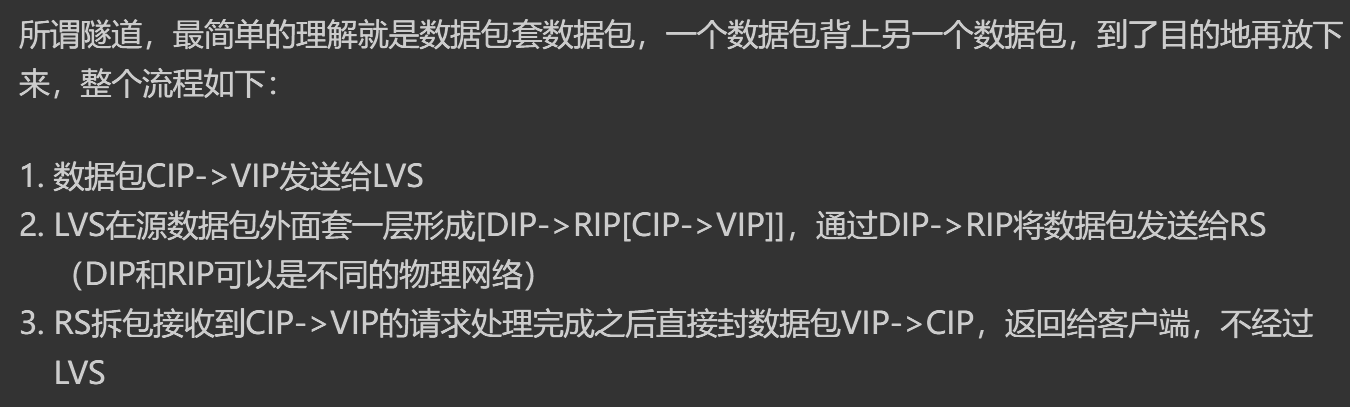 所谓隧道，最简单的理解就是数据包套数据包，一个数据包背上另一个数据包，到了目的地再放下
来，整个流程如下：
1. 数据包CIP->VIP发送给LVS
2. LVS在源数据包外面套一层形成[DIP->RIP[CIP->VIP]]，通过DIP->RIP将数据包发送给RS
（DIP和RIP可以是不同的物理网络）
3. RS拆包接收到CIP->VIP的请求处理完成之后直接封数据包VIP->CIP，返回给客户端，不经过
LVS